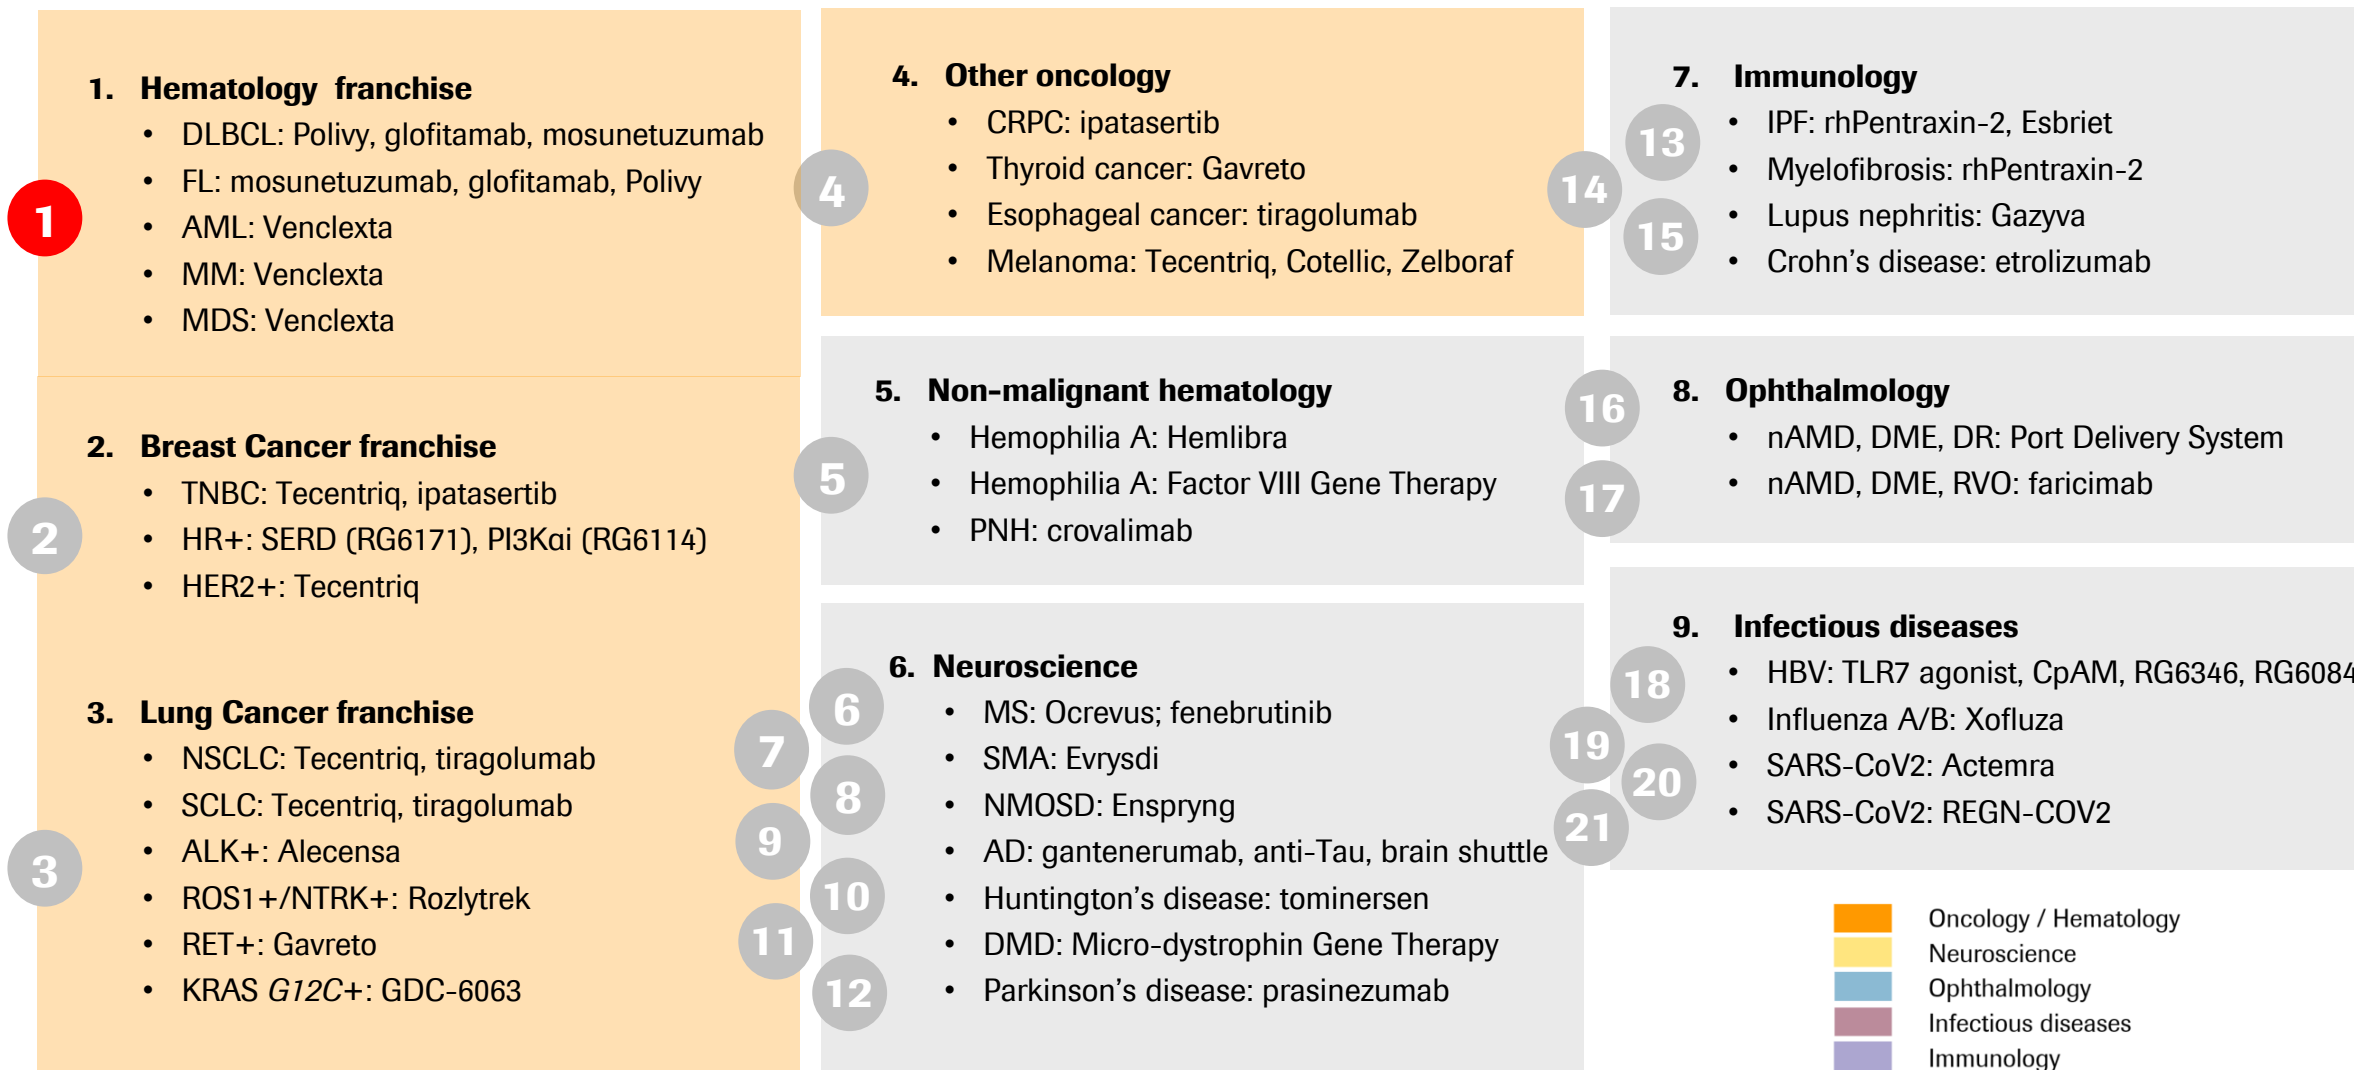 1. Hematology franchise
• DLBCL: Polivy, glofitamab, mosunetuzumab
• FL: mosunetuzumab, glofitamab, Polivy
• AML: Venclexta
• MM: Venclexta
• MDS: Venclexta
1
2. Breast Cancer franchise
• TNBC: Tecentriq, ipatasertib
• HR+: SERD (RG6171), PI3Kαi (RG6114)
• HER2+: Tecentriq
2
3. Lung Cancer franchise
• NSCLC: Tecentriq, tiragolumab
• SCLC: Tecentriq, tiragolumab
• ALK+: Alecensa
• ROS1+/NTRK+: Rozlytrek
• RET+: Gavreto
• KRAS G12C+: GDC-6063
3
4. Other oncology
• CRPC: ipatasertib
• Thyroid cancer: Gavreto
• Esophageal cancer: tiragolumab
• Melanoma: Tecentriq, Cotellic, Zelboraf
4
5. Non-malignant hematology
• Hemophilia A: Hemlibra
• Hemophilia A: Factor VIII Gene Therapy
• PNH: crovalimab
5
6. Neuroscience
• MS: Ocrevus; fenebrutinib
• SMA: Evrysdi
• NMOSD: Enspryng
• AD: gantenerumab, anti-Tau, brain shuttle
• Huntington's disease: tominersen
• DMD: Micro-dystrophin Gene Therapy
• Parkinson's disease: prasinezumab
6
7
8
9
10
11
12
7. Immunology
• IPF: rhPentraxin-2, Esbriet
• Myelofibrosis: rhPentraxin-2
• Lupus nephritis: Gazyva
• Crohn's disease: etrolizumab
13
14
15
8. Ophthalmology
• nAMD, DME, DR: Port Delivery System
• nAMD, DME, RVO: faricimab
16
17
9. Infectious diseases
• HBV: TLR7 agonist, CpAM, RG6346, RG6084
• Influenza A/B: Xofluza
• SARS-CoV2: Actemra
• SARS-CoV2: REGN-COV2
18
19
20
21
Oncology / Hematology
Neuroscience
Ophthalmology
Infectious diseases
Immunology